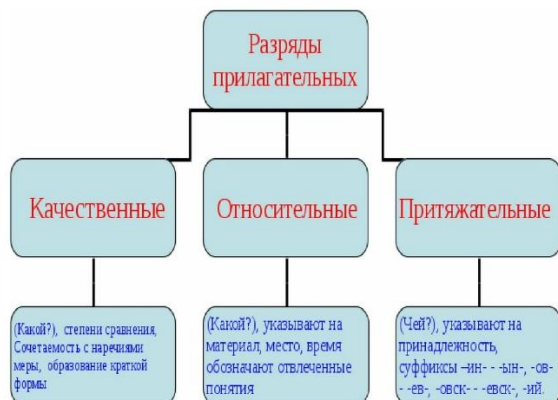 Разряды
прилагательных
Качественные
Относительные
Притяжательные
(Какой?), степени сравнения,
Сочетаемость с наречиями
меры, образование краткой
формы
(Какой?), указывают на
материал, место, время
обозначают отвлеченные
понятия
(Чей?), указывают на
принадлежность,
суффиксы –ин- - -ын-, -ов-
- -ев-, -овск- - -евск-, -ий.